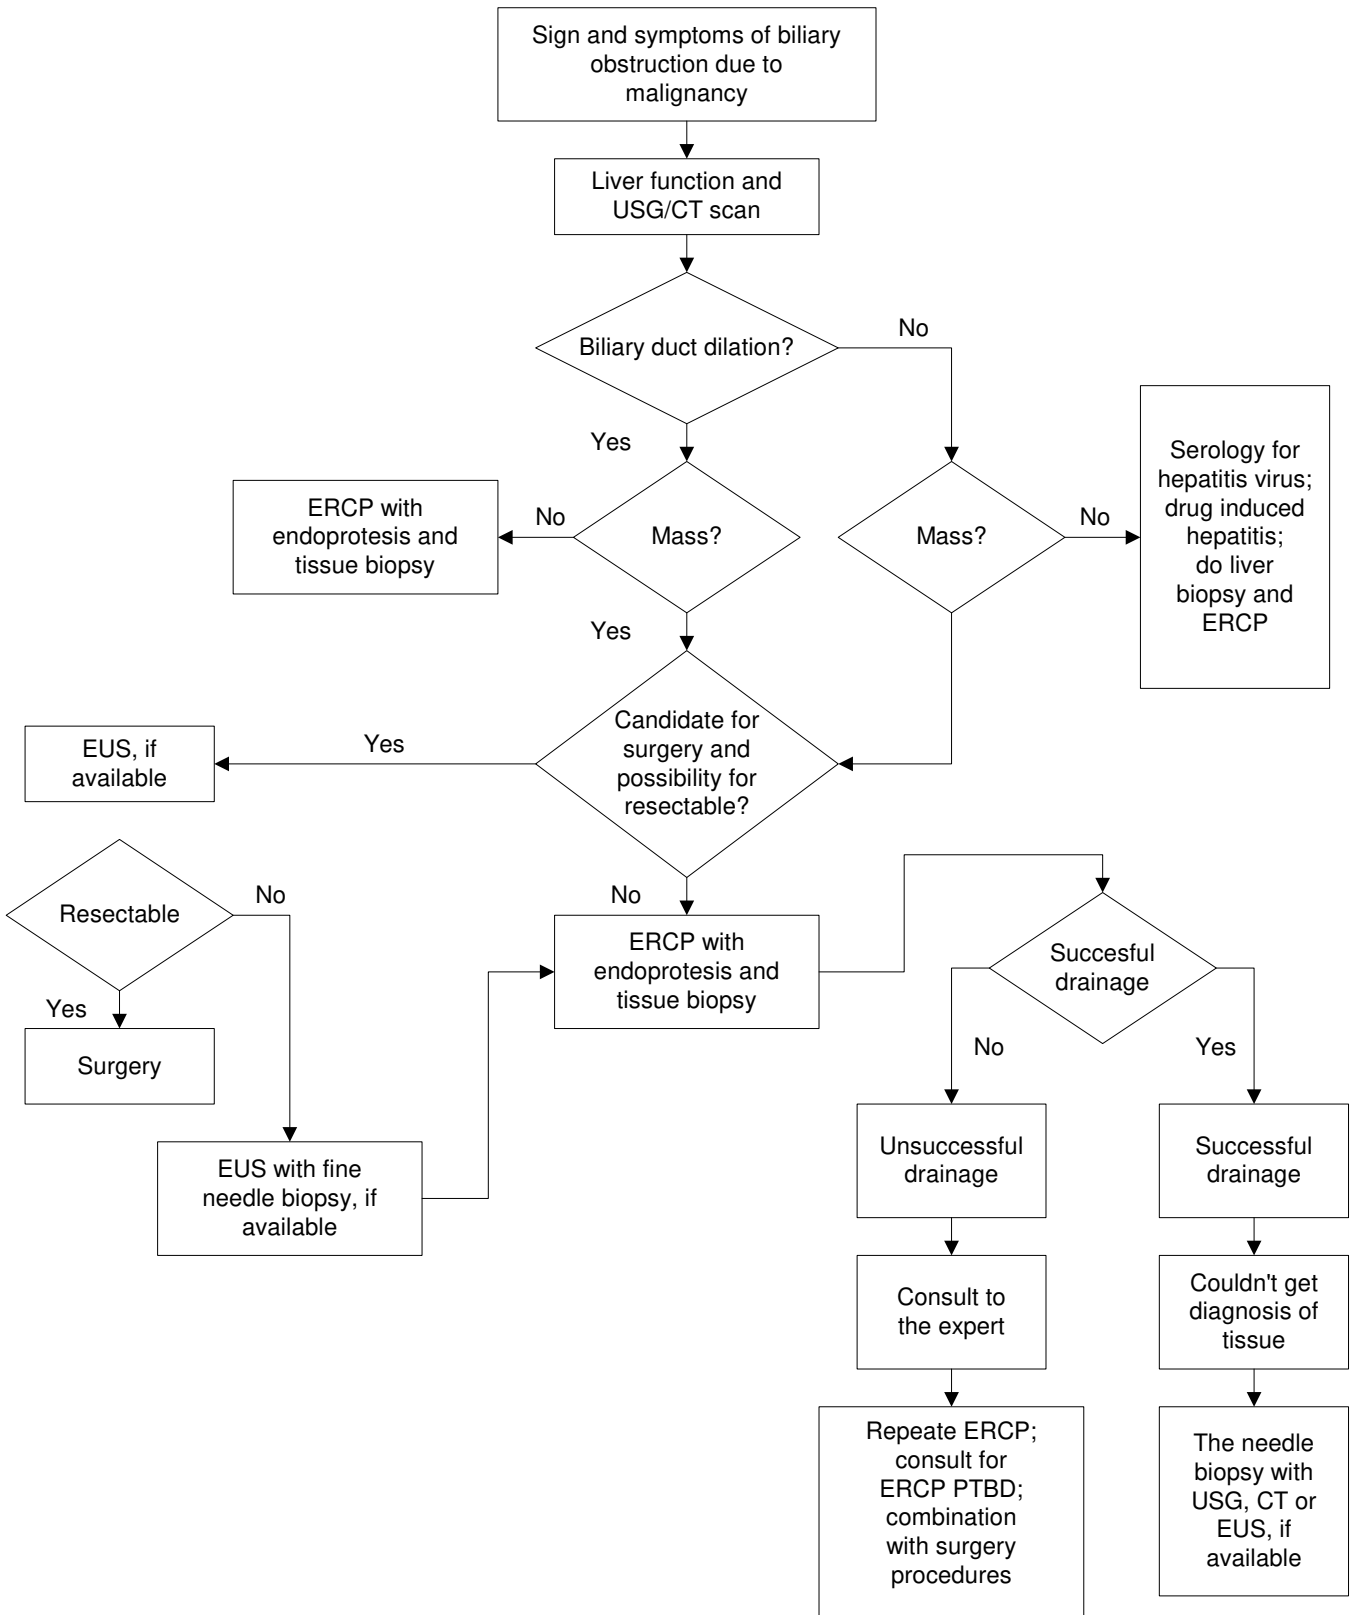 Sign and symptoms of biliary
obstruction due to
malignancy
Liver function and
USG/CT scan
Biliary duct dilation?
No
Yes
Mass?
No
ERCP with
endoprotesis and
tissue biopsy
Mass?
No
Serology for
hepatitis virus;
drug induced
hepatitis;
do liver
biopsy and
ERCP
Yes
Candidate for
surgery and
possibility for
resectable?
Yes
EUS, if
available
Resectable
No
Yes
Surgery
EUS with fine
needle biopsy, if
available
No
ERCP with
endoprotesis and
tissue biopsy
Succesful
drainage
No
Yes
Unsuccessful
drainage
Successful
drainage
Consult to
the expert
Couldn't get
diagnosis of
tissue
Repeate ERCP;
consult for
ERCP PTBD;
combination
with surgery
procedures
The needle
biopsy with
USG, CT or
EUS, if
available